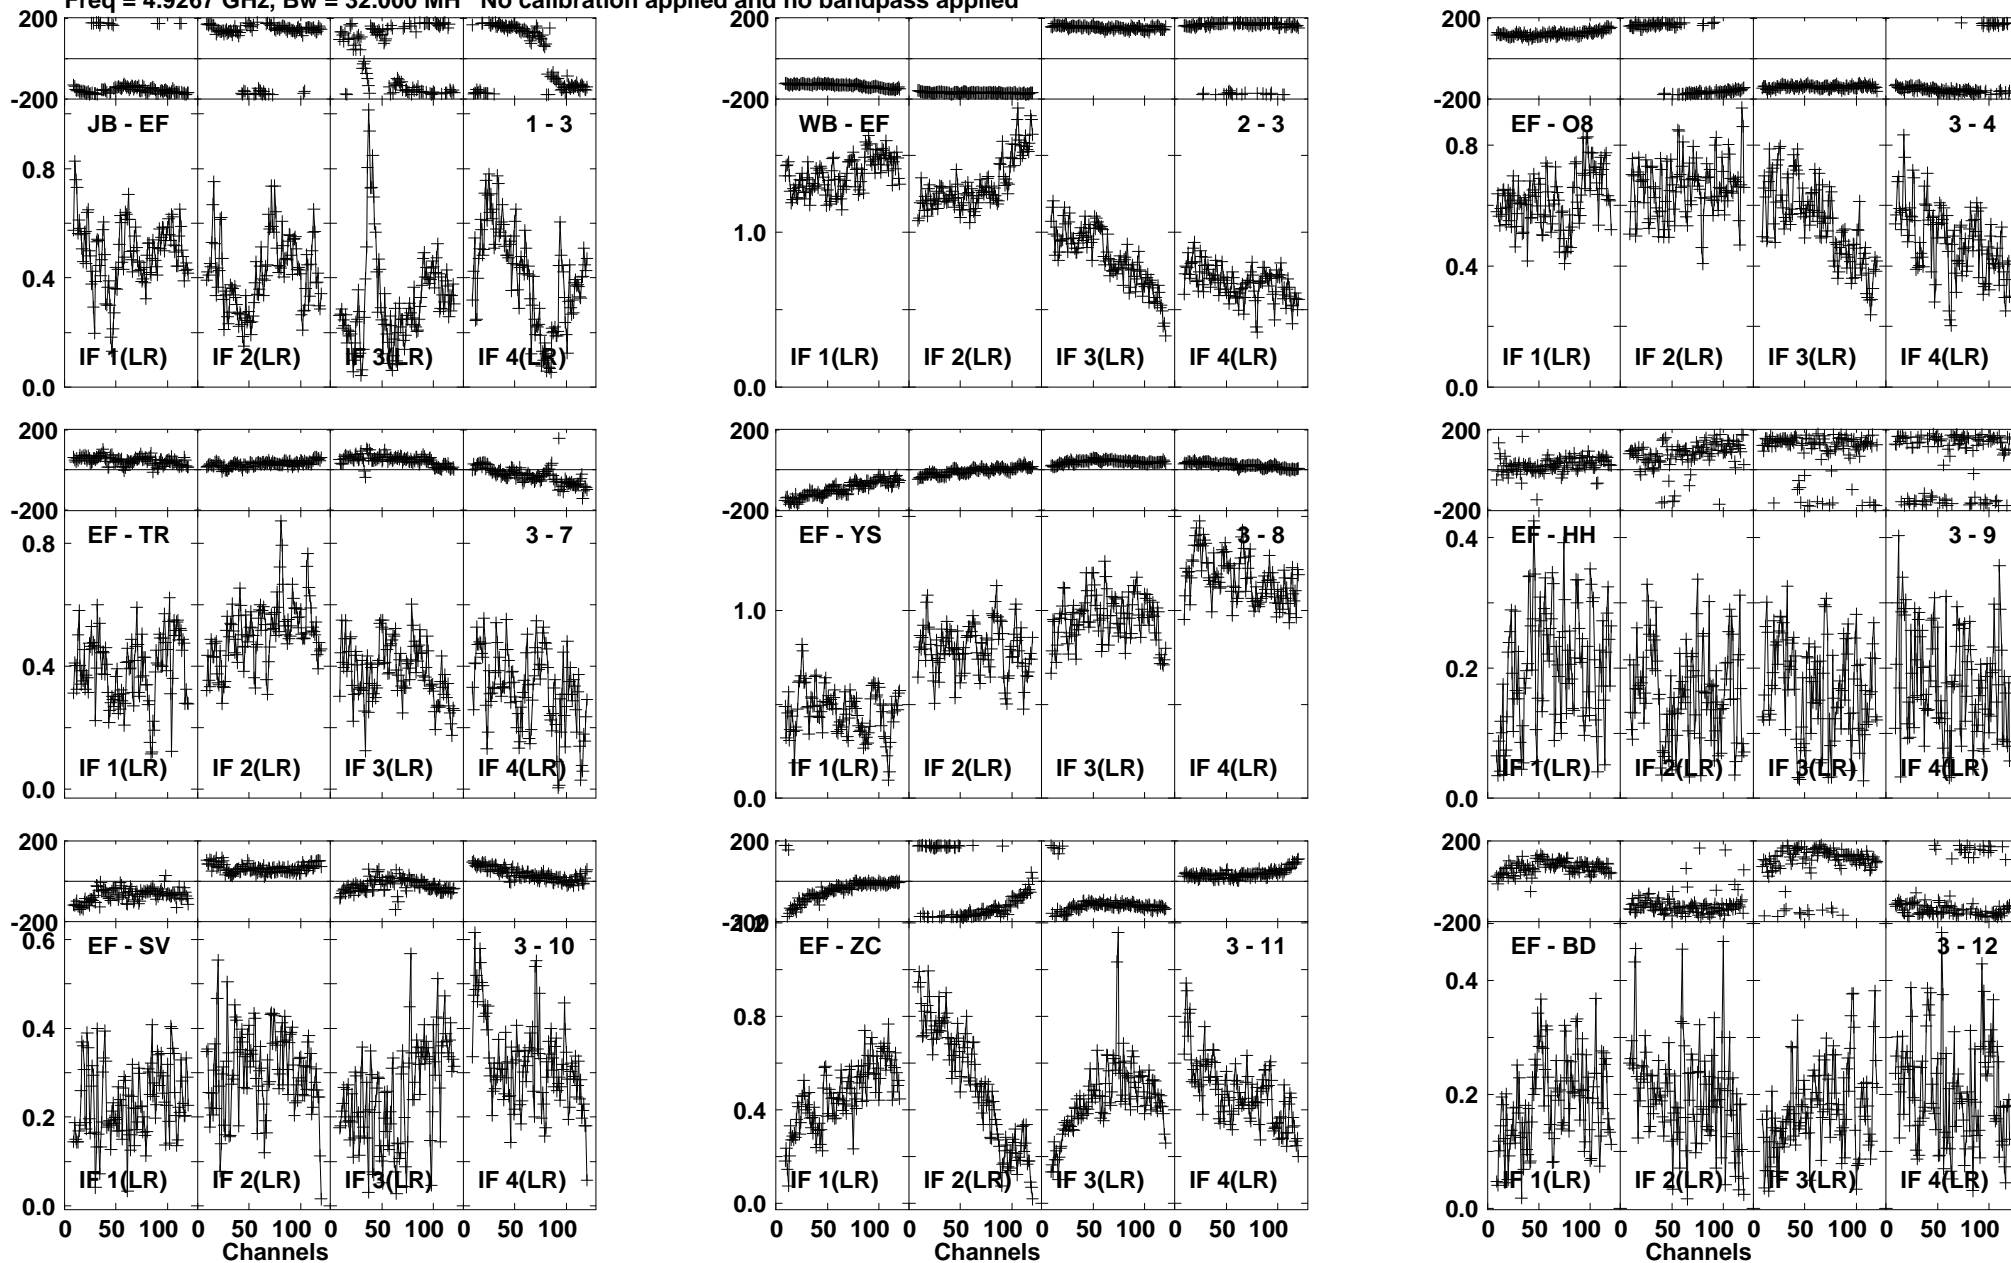 Freq = 4.9267 GHz, Bw = 32.000 MH No calibration applied and no bandpass applied
200
-200
JB - EF
1 - 3
0.8
0.4
0.0
IF 1(LR)
IF 2(LR)
IF 3(LR)
IF 4(LR)
WB - EF
2 - 3
200
-200
1.0
0.0
IF 1(LR)
IF 2(LR)
IF 3(LR)
IF 4(LR)
EF - O8
3 - 4
200
-200
0.8
0.4
0.0
IF 1(LR)
IF 2(LR)
IF 3(LR)
IF 4(LR)
200
-200
EF - TR
3 - 7
0.8
0.4
0.0
IF 1(LR)
IF 2(LR)
IF 3(LR)
IF 4(LR)
200
-200
EF - YS
3 - 8
1.0
0.0
IF 1(LR)
IF 2(LR)
IF 3(LR)
IF 4(LR)
200
-200
EF - HH
3 - 9
0.4
0.2
0.0
IF 1(LR)
IF 2(LR)
IF 3(LR)
IF 4(LR)
200
-200
EF - SV
3 - 10
0.6
0.4
0.2
0.0
IF 1(LR)
IF 2(LR)
IF 3(LR)
IF 4(LR)
0 50 100 0 50 100 0 50 100 0 50 100
Channels
200
-200
1.2
EF - ZC
3 - 11
0.8
0.4
0.0
IF 1(LR)
IF 2(LR)
IF 3(LR)
IF 4(LR)
0 50 100 0 50 100 0 50 100 0 50 100
Channels
200
-200
EF - BD
3 - 12
0.4
0.2
0.0
IF 1(LR)
IF 2(LR)
IF 3(LR)
IF 4(LR)
0 50 100 0 50 100 0 50 100 0 50 100
Channels